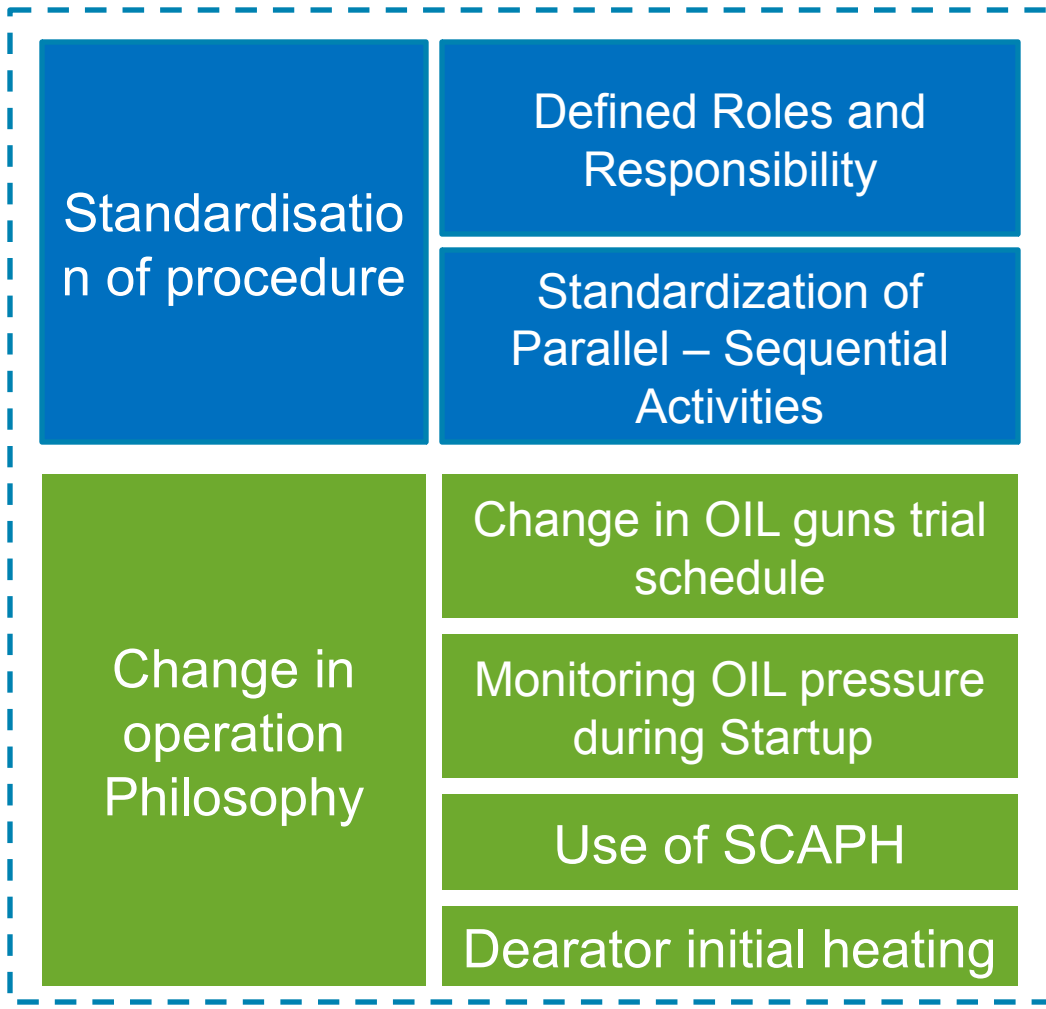 Standardisatio
n of procedure
Defined Roles and
Responsibility
Standardization of
Parallel – Sequential
Activities
Change in
operation
Philosophy
Change in OIL guns trial
schedule
Monitoring OIL pressure
during Startup
Use of SCAPH
Dearator initial heating